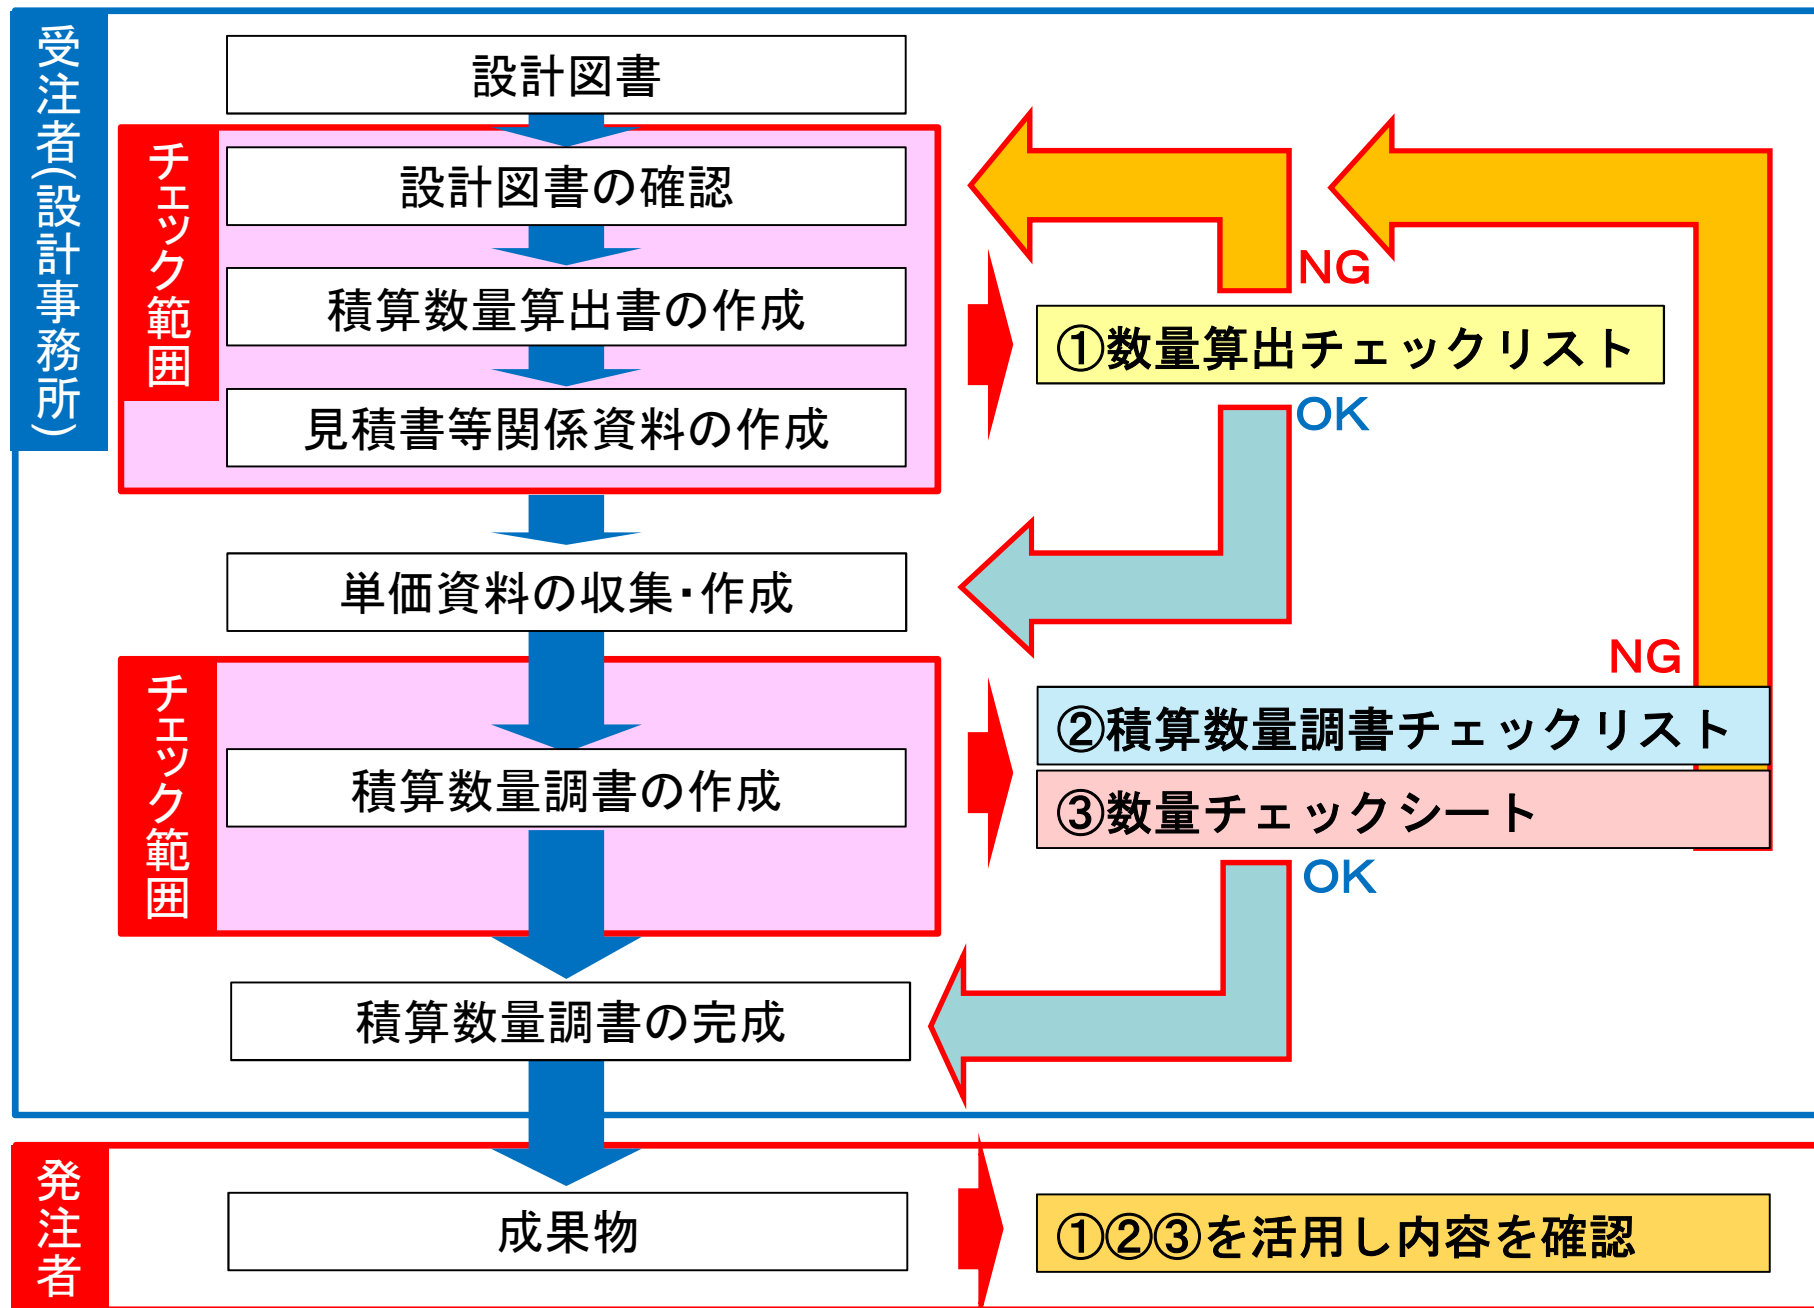 受注者(設計事務所)
設計図書
チェック範囲
設計図書の確認
積算数量算出書の作成
見積書等関係資料の作成
NG
①数量算出チェックリスト
OK
単価資料の収集・作成
チェック範囲
積算数量調書の作成
NG
②積算数量調書チェックリスト
③数量チェックシート
OK
積算数量調書の完成
発注者
成果物
①②③を活用し内容を確認